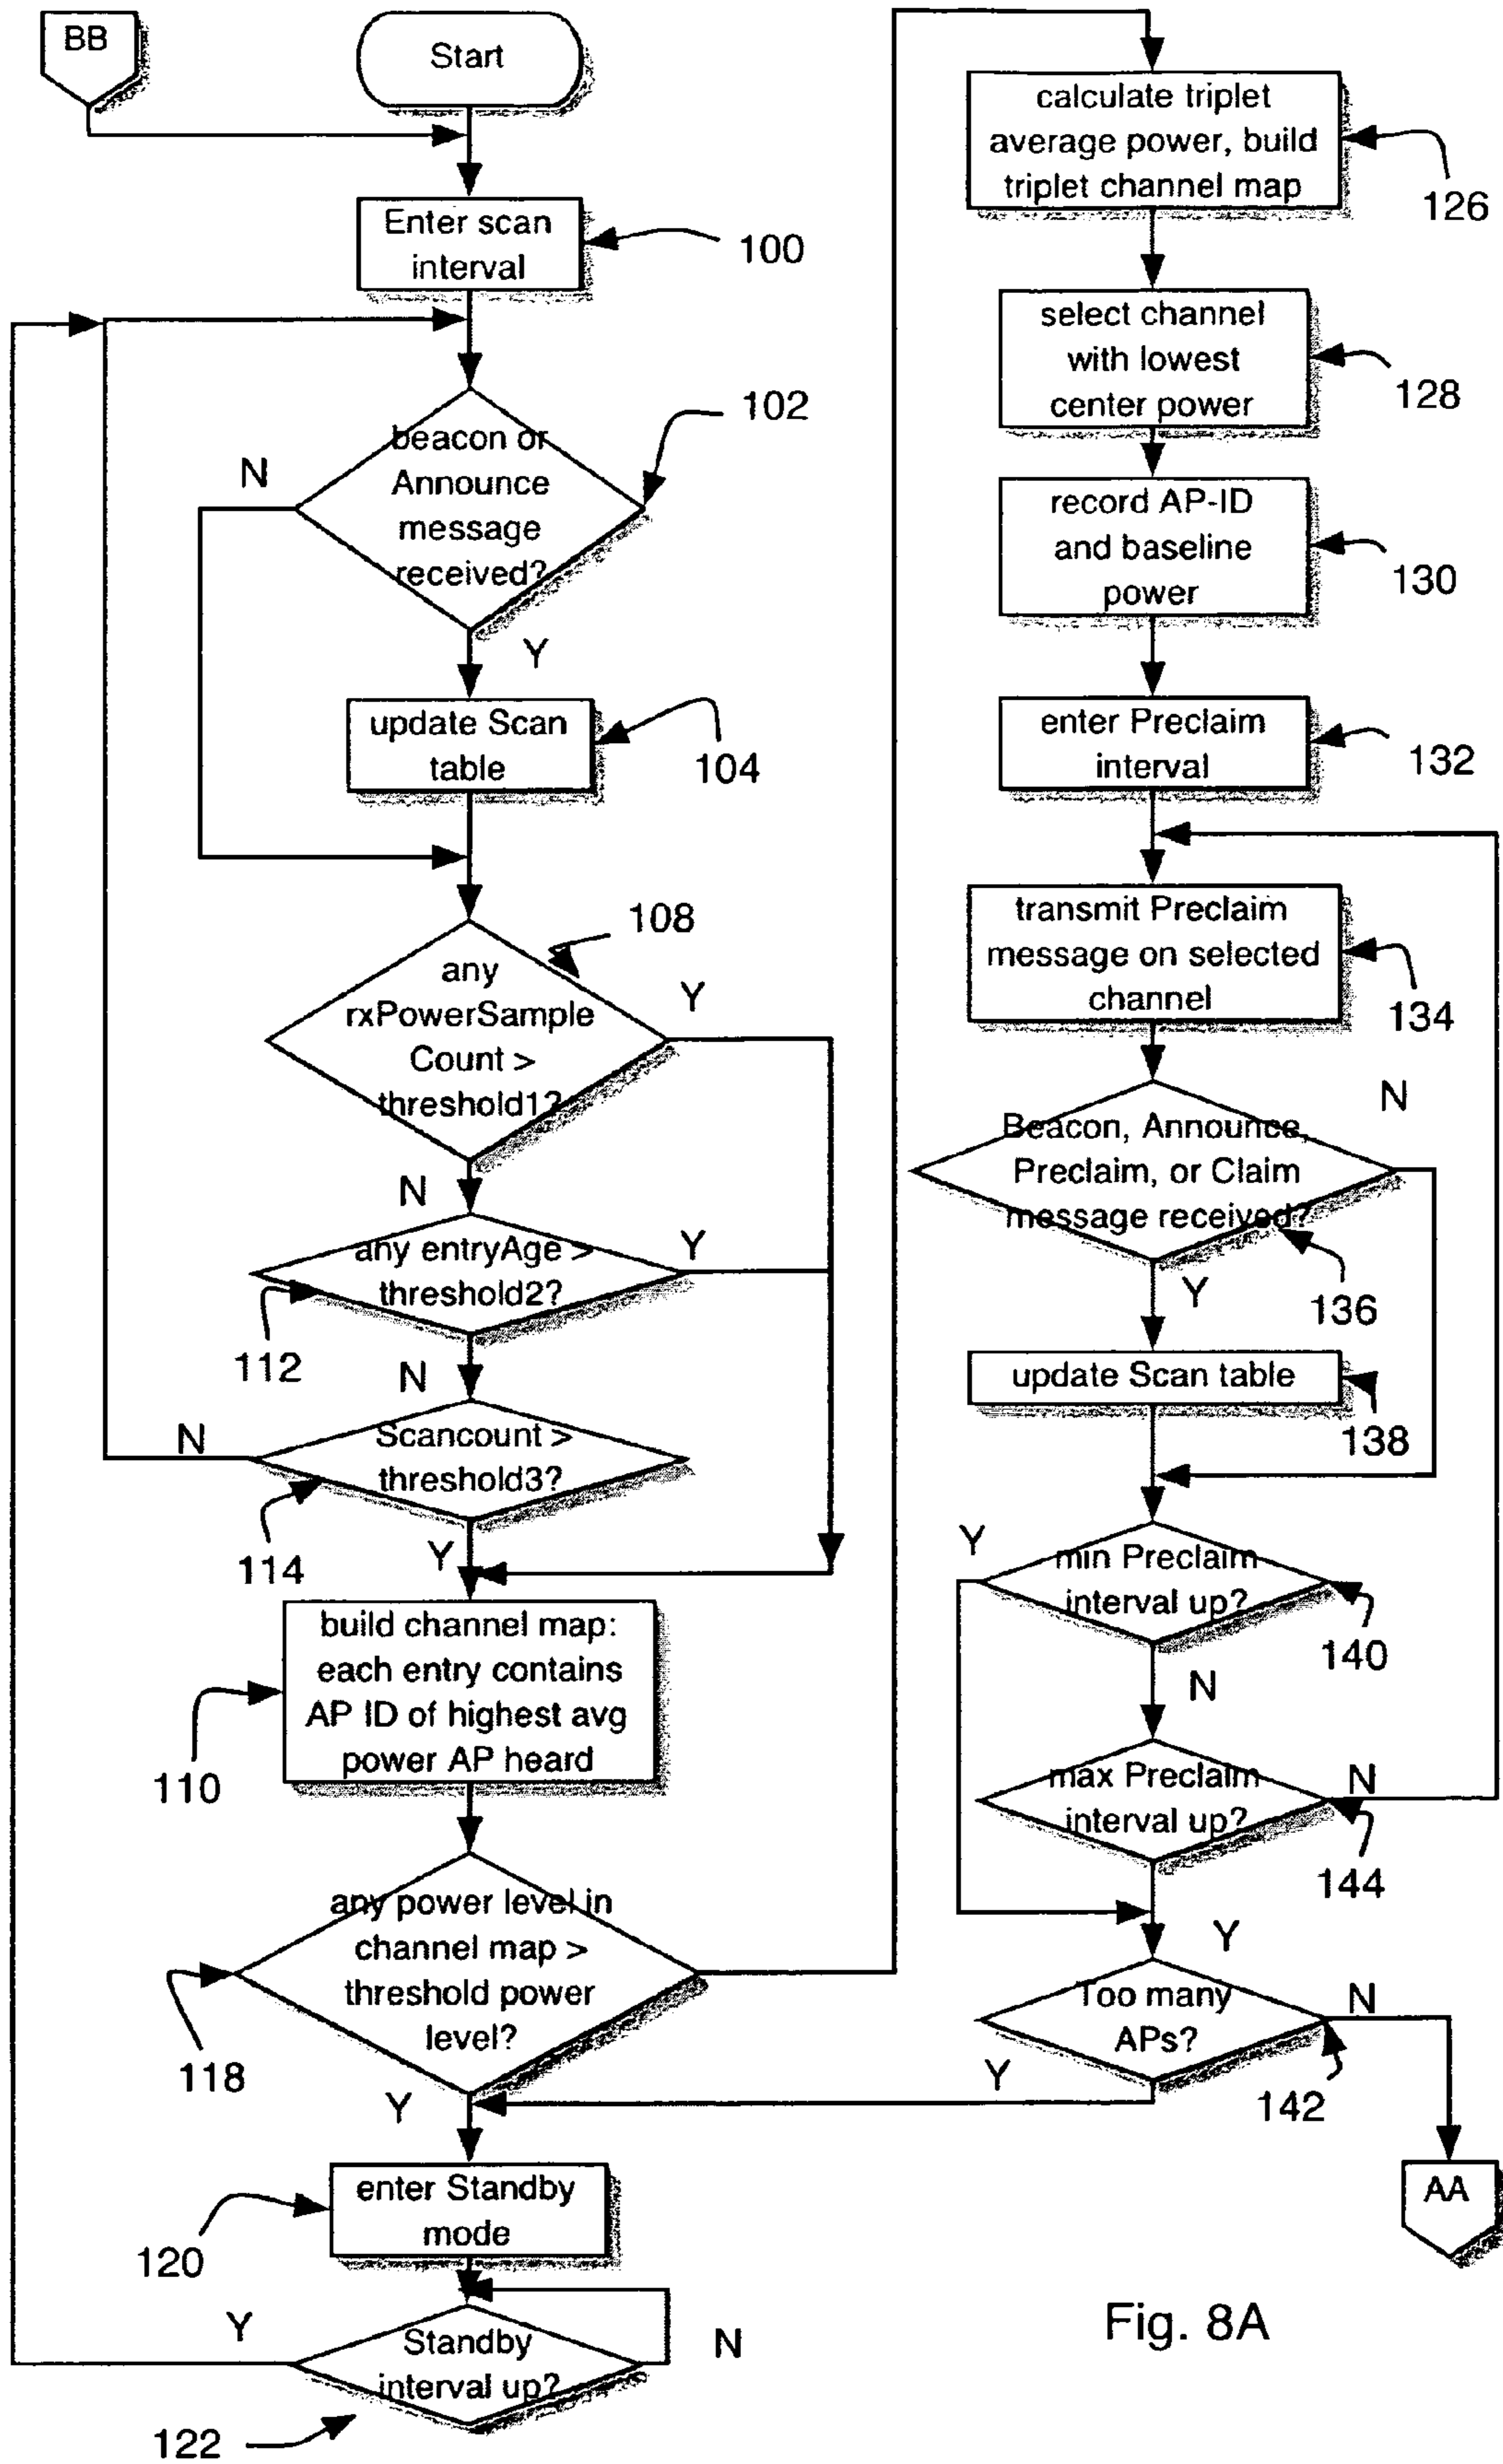 BB
Start
Enter scan
interval
100
beacon or
Announce
message
received?
102
N
Y
update Scan
table
104
any
rxPowerSample
Count >
threshold1?
108
Y
N
any entryAge >
threshold2?
Y
112
N
Scancount >
threshold3?
N
114
Y
build channel map:
each entry contains
AP ID of highest avg
power AP heard
110
any power level in
channel map >
threshold power
level?
118
Y
enter Standby
mode
120
Standby
interval up?
Y
N
122
calculate triplet
average power, build
triplet channel map
126
select channel
with lowest
center power
128
record AP-ID
and baseline
power
130
enter Preclaim
interval
132
transmit Preclaim
message on selected
channel
134
Beacon, Announce,
Preclaim, or Claim
message received?
N
136
Y
update Scan table
138
min Preclaim
interval up?
Y
140
N
max Preclaim
interval up?
N
144
Y
Too many
APs?
N
Y
142
AA
Fig. 8A